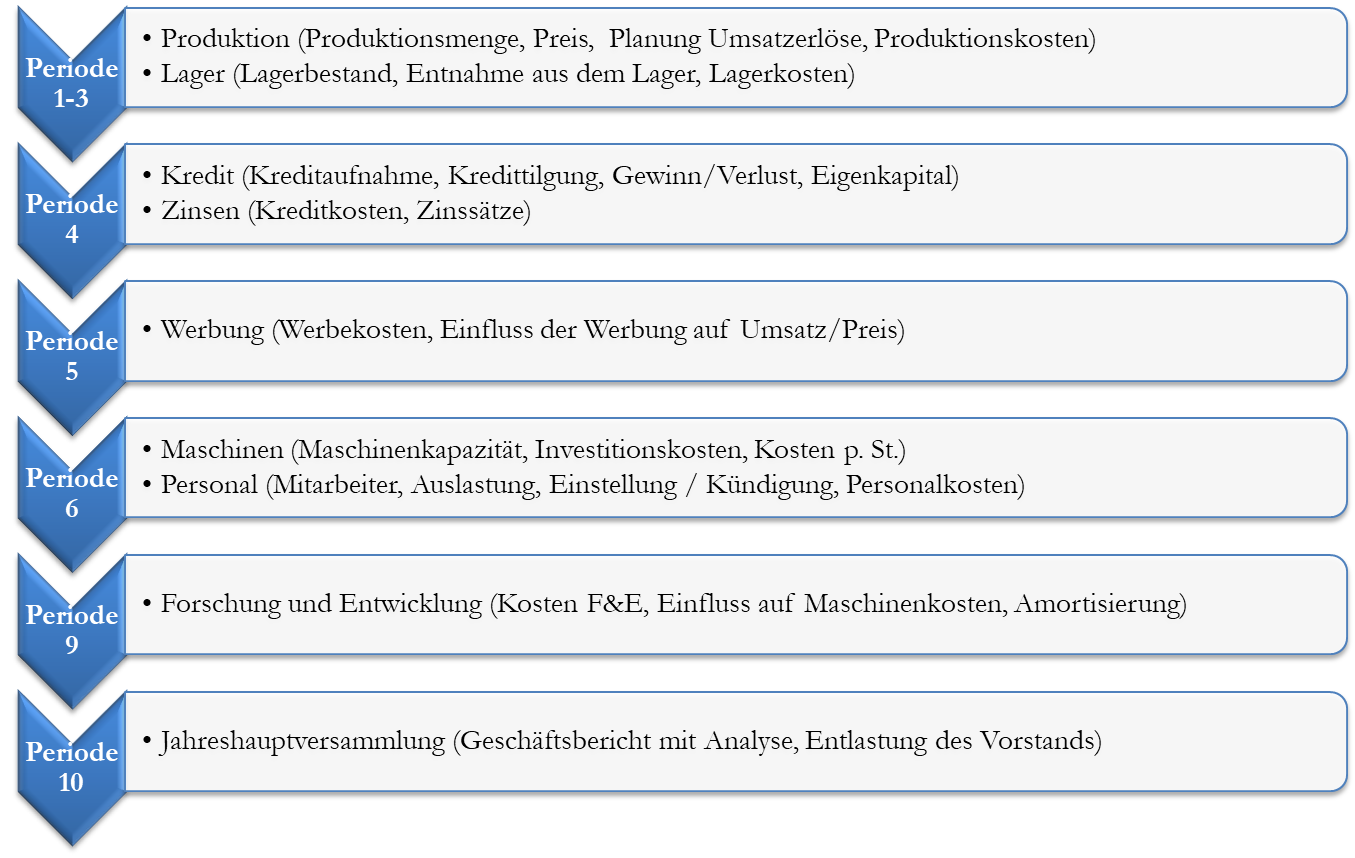 Periode
1-3
• Produktion (Produktionsmenge, Preis, Planung Umsatzerlöse, Produktionskosten)
• Lager (Lagerbestand, Entnahme aus dem Lager, Lagerkosten)
Periode
4
• Kredit (Kreditaufnahme, Kredittilgung, Gewinn/Verlust, Eigenkapital)
• Zinsen (Kreditkosten, Zinssätze)
Periode
5
• Werbung (Werbekosten, Einfluss der Werbung auf Umsatz/Preis)
Periode
6
• Maschinen (Maschinenkapazität, Investitionskosten, Kosten p. St.)
• Personal (Mitarbeiter, Auslastung, Einstellung / Kündigung, Personalkosten)
Periode
9
• Forschung und Entwicklung (Kosten F&E, Einfluss auf Maschinenkosten, Amortisierung)
Periode
10
• Jahreshauptversammlung (Geschäftsbericht mit Analyse, Entlastung des Vorstands)